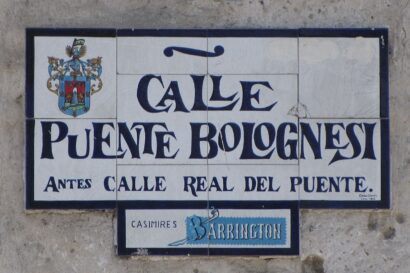 CALLE
PUENTE BOLOGNESI
ANTES CALLE REAL DEL PUENTE.
CASIMIRES BARRINGTON